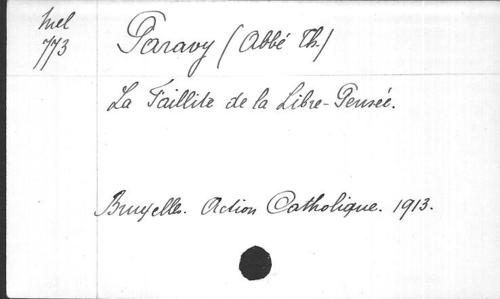 Mel
773
Paravy (Abbé Th.)
La Faillite de la Libre-Pensée.
Bruxelles. Action Catholique. 1913.